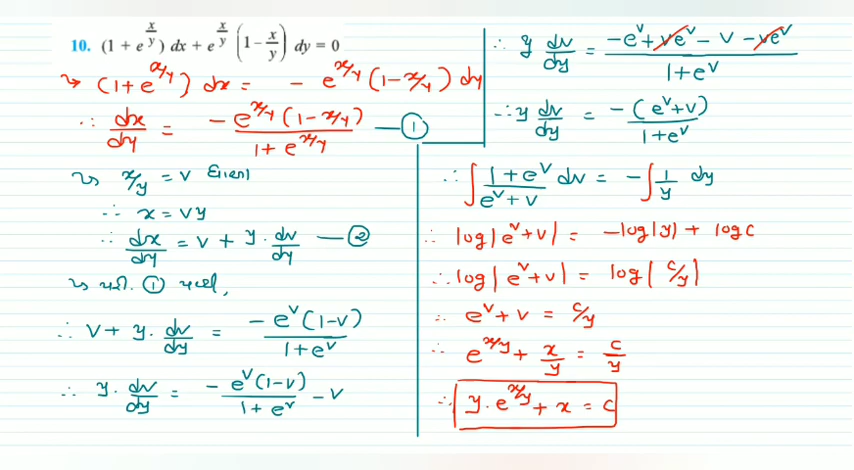 10. (1 + e^{x/y}) dx + e^{x/y} (1 − x/y) dy = 0
(1 + e^{x/y}) dx = − e^{x/y} (1 − x/y) dy
∴ dx/dy = −e^{x/y} (1 − x/y) / 1 + e^{x/y} — ①
x/y = v
∴ x = vy
∴ dx/dy = v + y · dv/dy — ②
①
∴ v + y · dv/dy = −e^v (1−v) / 1 + e^v
∴ y · dv/dy = − e^v (1−v) / 1 + e^v − v
∴ y dv/dy = −e^v + ve^v − v − ve^v / 1 + e^v
∴ y dv/dy = −(e^v + v) / 1 + e^v
∴ ∫ 1 + e^v / e^v + v dv = −∫ 1/y dy
∴ log|e^v + v| = −log|y| + log c
∴ log|e^v + v| = log|c/y|
∴ e^v + v = c/y
∴ e^{x/y} + x/y = c/y
∴ y · e^{x/y} + x = c